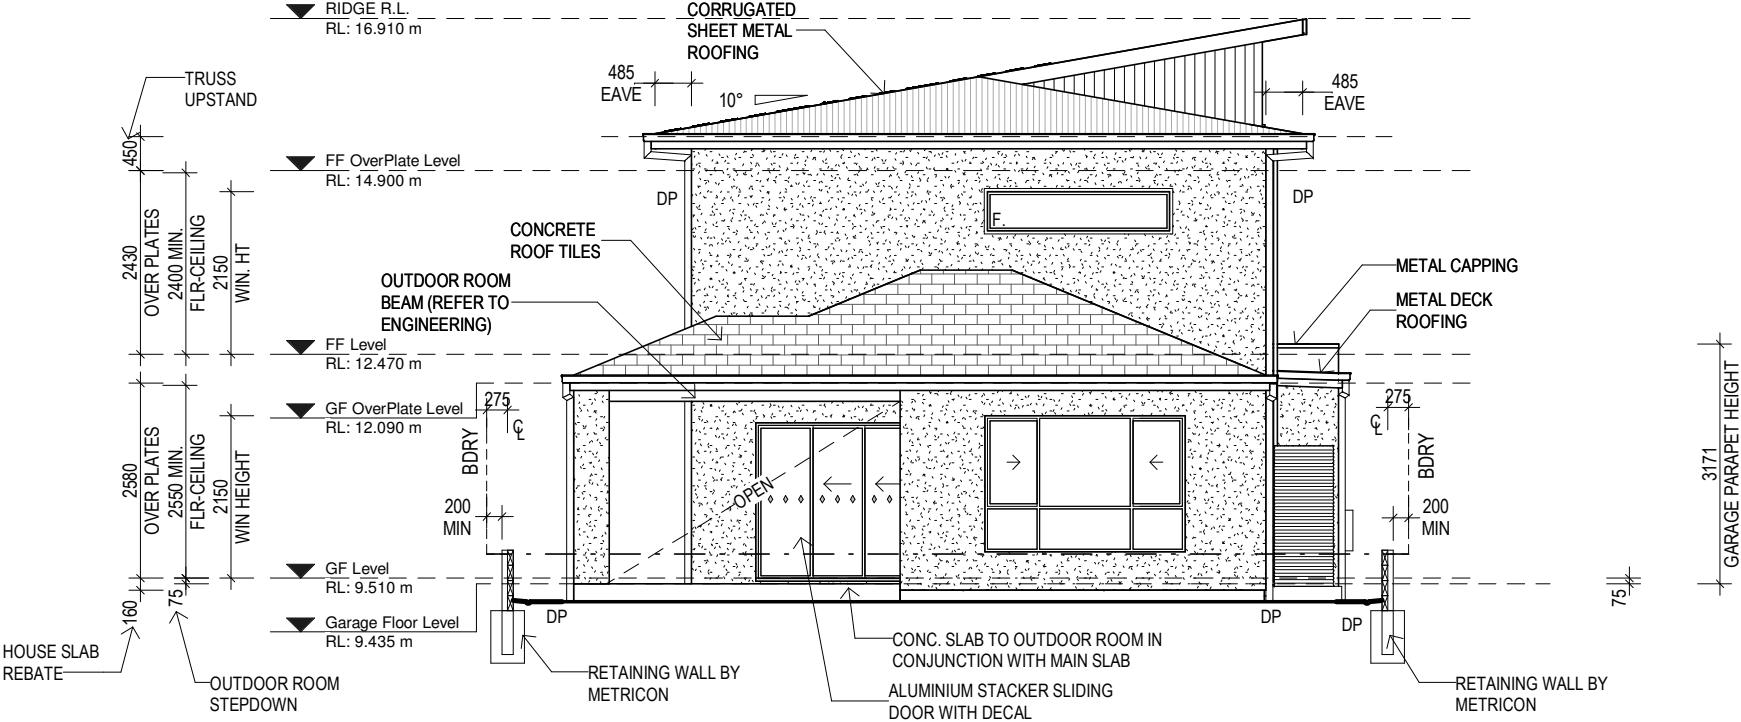 RIDGE R.L.
RL: 16.910 m
CORRUGATED
SHEET METAL
ROOFING
TRUSS
UPSTAND
485
EAVE
10°
485
EAVE
450
FF OverPlate Level
RL: 14.900 m
DP
DP
F.
2430
OVER PLATES
2400 MIN.
FLR-CEILING
2150
WIN. HT
CONCRETE
ROOF TILES
OUTDOOR ROOM
BEAM (REFER TO
ENGINEERING)
METAL CAPPING
METAL DECK
ROOFING
FF Level
RL: 12.470 m
GF OverPlate Level
RL: 12.090 m
275
CL
BDRY
275
CL
BDRY
2580
OVER PLATES
2550 MIN.
FLR-CEILING
2150
WIN HEIGHT
200
MIN
OPEN
200
MIN
3171
GARAGE PARAPET HEIGHT
GF Level
RL: 9.510 m
160
75
75
Garage Floor Level
RL: 9.435 m
DP
DP
DP
HOUSE SLAB
REBATE
OUTDOOR ROOM
STEPDOWN
RETAINING WALL BY
METRICON
CONC. SLAB TO OUTDOOR ROOM IN
CONJUNCTION WITH MAIN SLAB
ALUMINIUM STACKER SLIDING
DOOR WITH DECAL
RETAINING WALL BY
METRICON